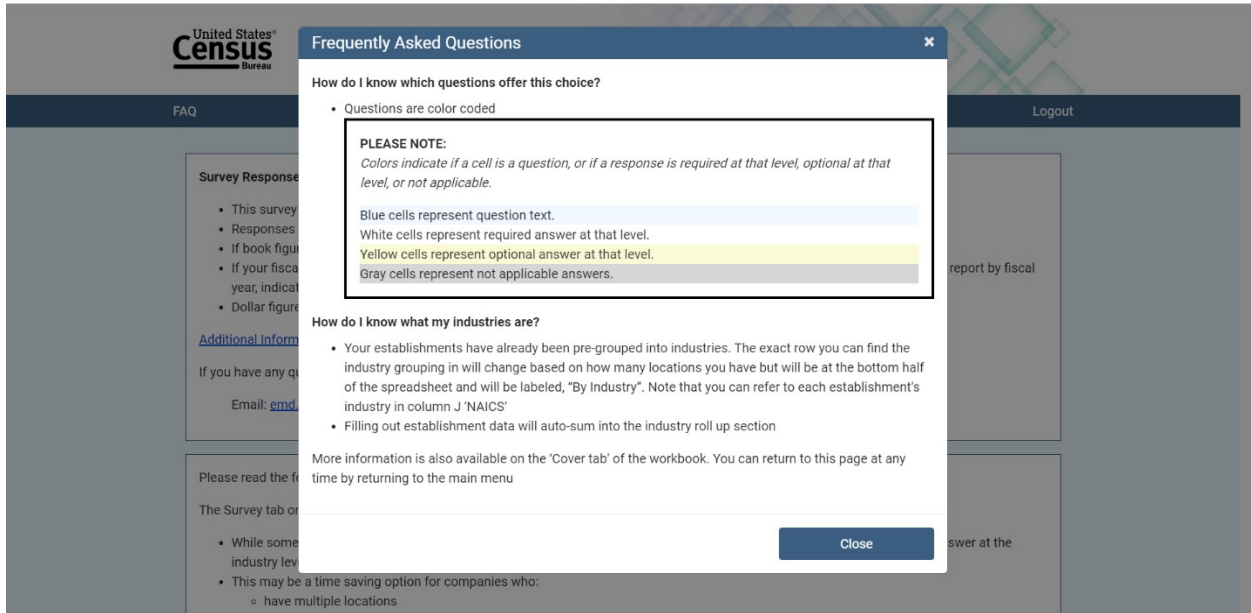 United States®
Census
Bureau
Frequently Asked Questions ×
FAQ
Logout
How do I know which questions offer this choice?
• Questions are color coded
PLEASE NOTE:
Colors indicate if a cell is a question, or if a response is required at that level, optional at that
level, or not applicable.
Blue cells represent question text.
White cells represent required answer at that level.
Yellow cells represent optional answer at that level.
Gray cells represent not applicable answers.
How do I know what my industries are?
• Your establishments have already been pre-grouped into industries. The exact row you can find the
industry grouping in will change based on how many locations you have but will be at the bottom half
of the spreadsheet and will be labeled, “By Industry”. Note that you can refer to each establishment's
industry in column J ‘NAICS’
• Filling out establishment data will auto-sum into the industry roll up section
More information is also available on the ‘Cover tab’ of the workbook. You can return to this page at any
time by returning to the main menu
Close
Survey Response
• This survey
• Responses
• If book figu
• If your fisca
report by fiscal
year, indicat
• Dollar figure
Additional Inform
If you have any qu
Email: emd.
Please read the fo
The Survey tab or
• While some
swer at the
industry lev
• This may be a time saving option for companies who:
◦ have multiple locations